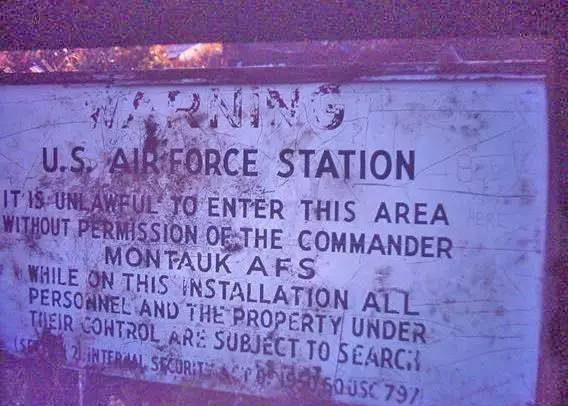 WARNING
U.S. AIR FORCE STATION
IT IS UNLAWFUL TO ENTER THIS AREA
WITHOUT PERMISSION OF THE COMMANDER
MONTAUK AFS
WHILE ON THIS INSTALLATION ALL
PERSONNEL AND THE PROPERTY UNDER
THEIR CONTROL ARE SUBJECT TO SEARCH
INTERNAL SECURITY ACT OF 1950 50 USC 797